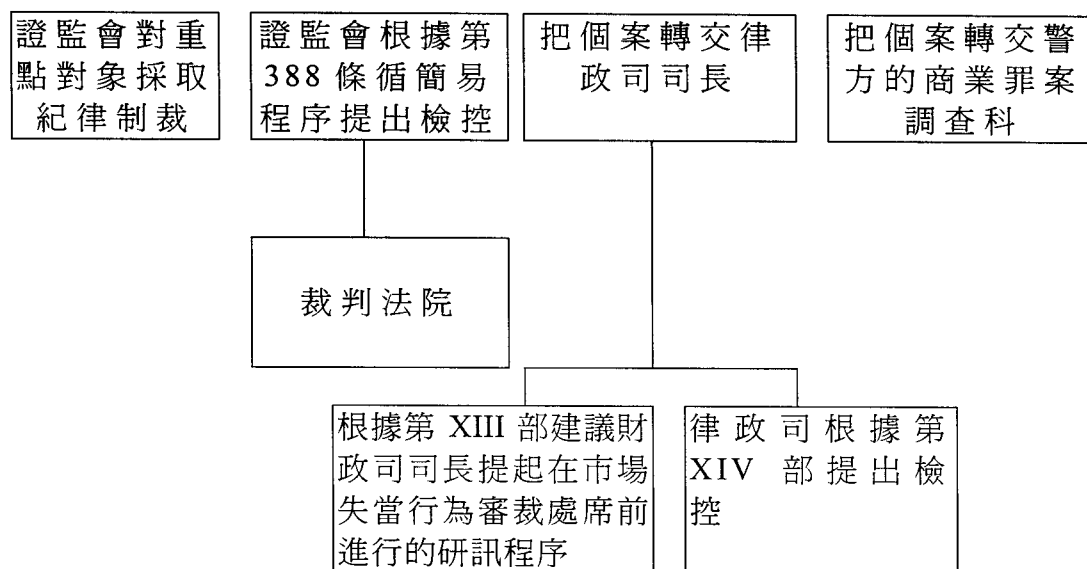 證監會對重
點對象採取
紀律制裁
證監會根據第
388 條循簡易
程序提出檢控
把個案轉交律
政司司長
把個案轉交警
方的商業罪案
調查科
裁判法院
根據第 XIII 部建議財
政司司長提起在市場
失當行為審裁處席前
進行的研訊程序
律政司根據第
XIV 部提出檢
控